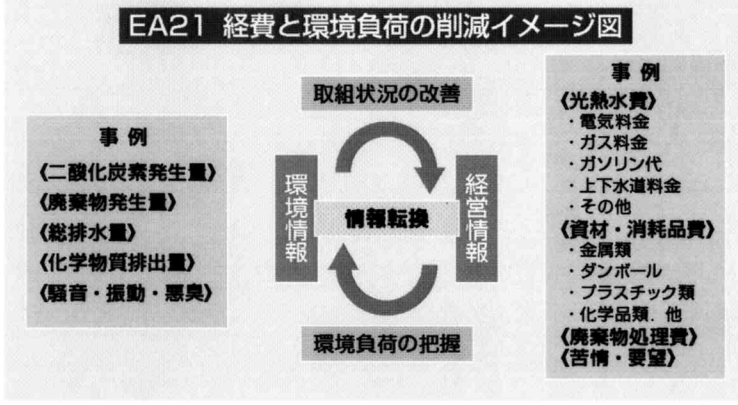 EA21 経費と環境負荷の削減イメージ図
事 例
《二酸化炭素発生量》
《廃棄物発生量》
《総排水量》
《化学物質排出量》
《騒音・振動・悪臭》
取組状況の改善
環境情報
情報転換
経営情報
環境負荷の把握
事 例
《光熱水費》
・電気料金
・ガス料金
・ガソリン代
・上下水道料金
・その他
《資材・消耗品費》
・金属類
・ダンボール
・プラスチック類
・化学品類．他
《廃棄物処理費》
《苦情・要望》